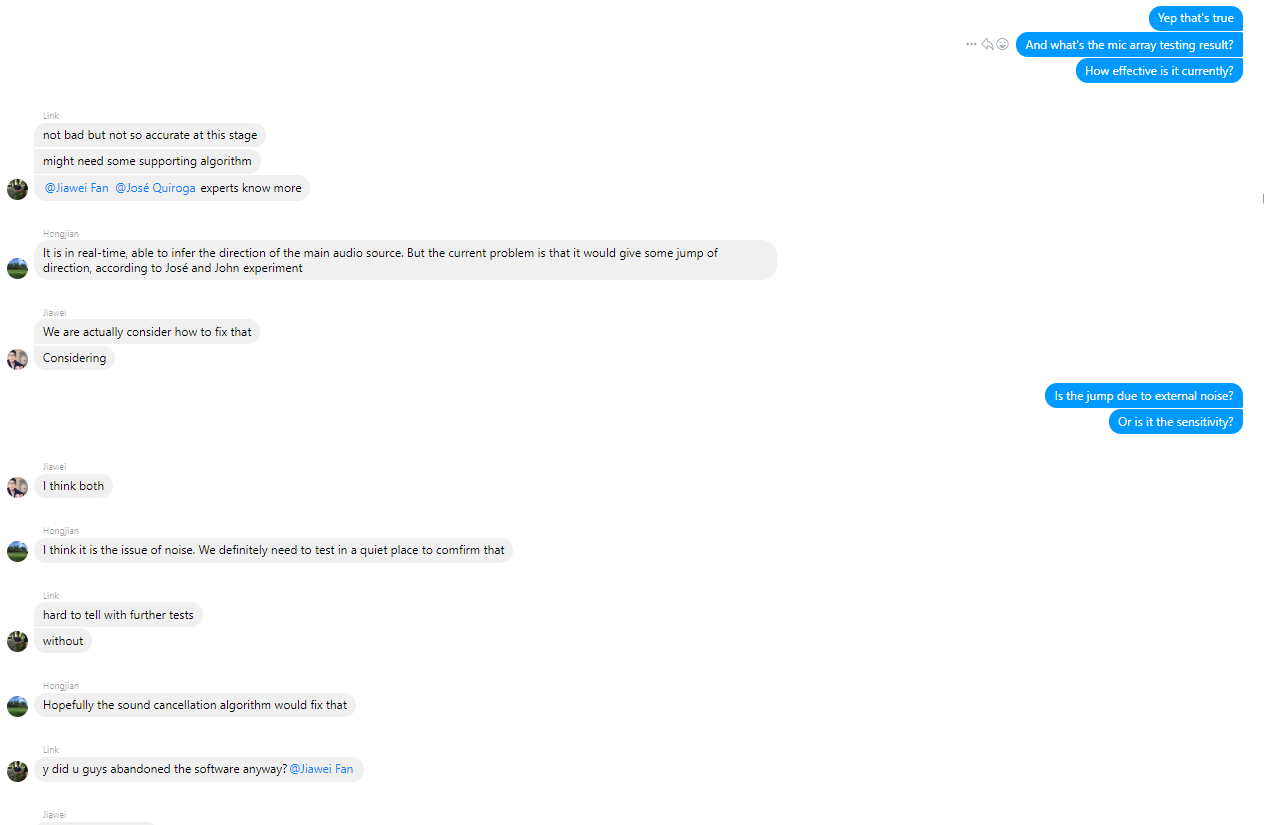 Yep that's true
And what's the mic array testing result?
How effective is it currently?
Link
not bad but not so accurate at this stage
might need some supporting algorithm
@Jiawei Fan @José Quiroga experts know more
Hongjian
It is in real-time, able to infer the direction of the main audio source. But the current problem is that it would give some jump of
direction, according to José and John experiment
Jiawei
We are actually consider how to fix that
Considering
Is the jump due to external noise?
Or is it the sensitivity?
Jiawei
I think both
Hongjian
I think it is the issue of noise. We definitely need to test in a quiet place to comfirm that
Link
hard to tell with further tests
without
Hongjian
Hopefully the sound cancellation algorithm would fix that
Link
y did u guys abandoned the software anyway? @Jiawei Fan
Jiawei